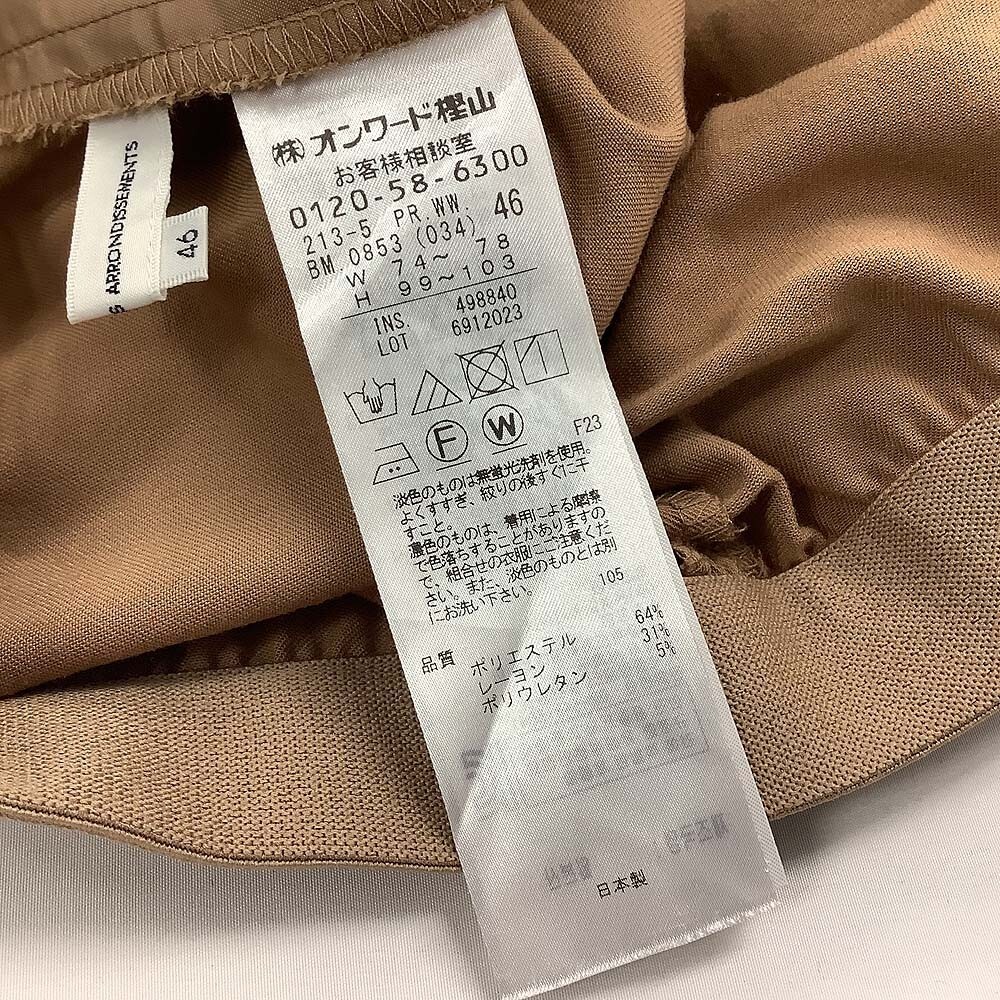 G ARRONDISSEMENTS
46
(株)オンワード樫山
お客様相談室
0120-58-6300
213-5 PR.WW. 46
BM.0853 (034)
W 74~ 78
H 99~103
INS. 498840
LOT 6912023
F W
F23
淡色のものは無蛍光洗剤を使用。
よくすすぎ、絞りの後すぐに干
すこと。
濃色のものは、着用による摩擦
で色落ちすることがありますの
で、組合せの衣服にご注意くだ
さい。また、淡色のものとは別
にお洗い下さい。
105
品質 ポリエステル 64%
レーヨン 31%
ポリウレタン 5%
日本製